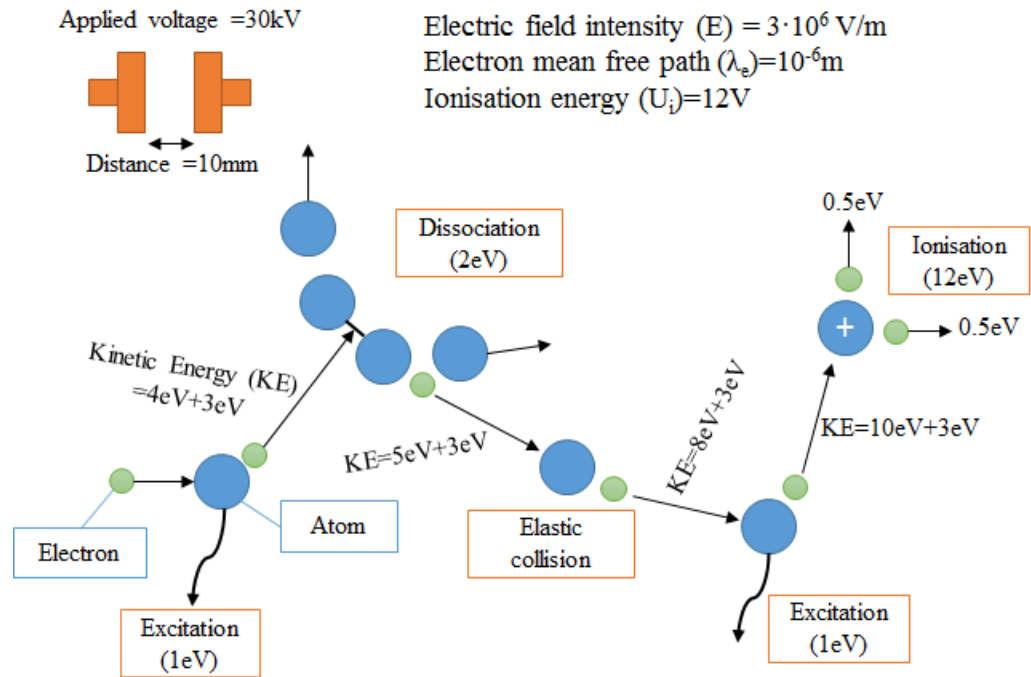 Applied voltage =30kV
Distance =10mm
Electric field intensity (E) = 3·10⁶ V/m
Electron mean free path (λₑ)=10⁻⁶m
Ionisation energy (Uᵢ)=12V
Dissociation
(2eV)
0.5eV
Ionisation
(12eV)
+
0.5eV
Kinetic Energy (KE)
=4eV+3eV
KE=5eV+3eV
KE=8eV+3eV
KE=10eV+3eV
Electron
Atom
Elastic
collision
Excitation
(1eV)
Excitation
(1eV)